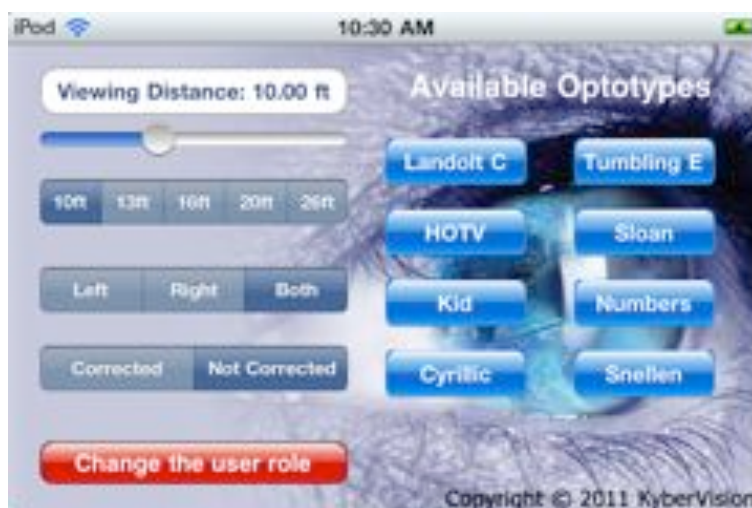 iPod 10:30 AM
Viewing Distance: 10.00 ft
Available Optotypes
10ft 13ft 16ft 20ft 26ft
Left Right Both
Corrected Not Corrected
Change the user role
Landolt C Tumbling E
HOTV Sloan
Kid Numbers
Cyrillic Snellen
Copyright © 2011 KyberVision